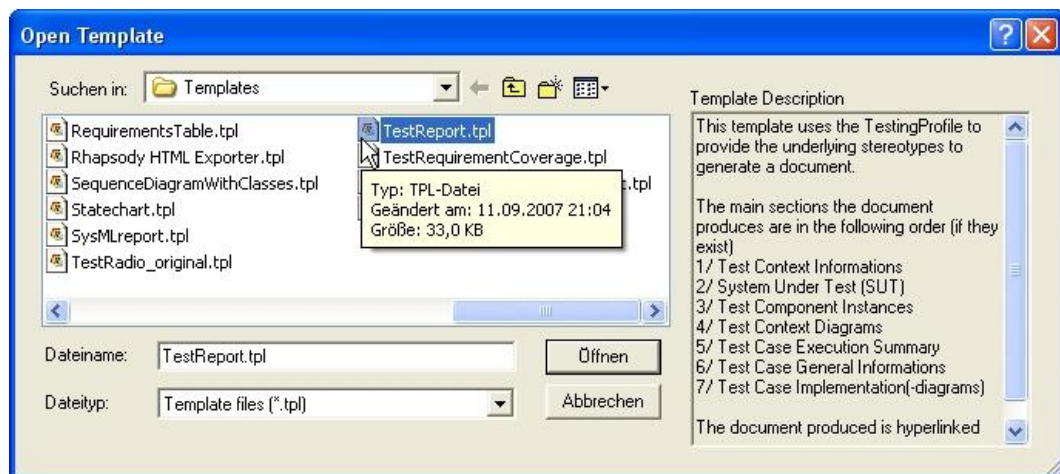 Open Template
Suchen in: Templates
RequirementsTable.tpl
Rhapsody HTML Exporter.tpl
SequenceDiagramWithClasses.tpl
Statechart.tpl
SysMLreport.tpl
TestRadio_original.tpl
TestReport.tpl
TestRequirementCoverage.tpl
t.tpl
Typ: TPL-Datei
Geändert am: 11.09.2007 21:04
Größe: 33,0 KB
Dateiname: TestReport.tpl
Öffnen
Dateityp: Template files (*.tpl)
Abbrechen
Template Description
This template uses the TestingProfile to
provide the underlying stereotypes to
generate a document.
The main sections the document
produces are in the following order (if they
exist)
1/ Test Context Informations
2/ System Under Test (SUT)
3/ Test Component Instances
4/ Test Context Diagrams
5/ Test Case Execution Summary
6/ Test Case General Informations
7/ Test Case Implementation(-diagrams)
The document produced is hyperlinked